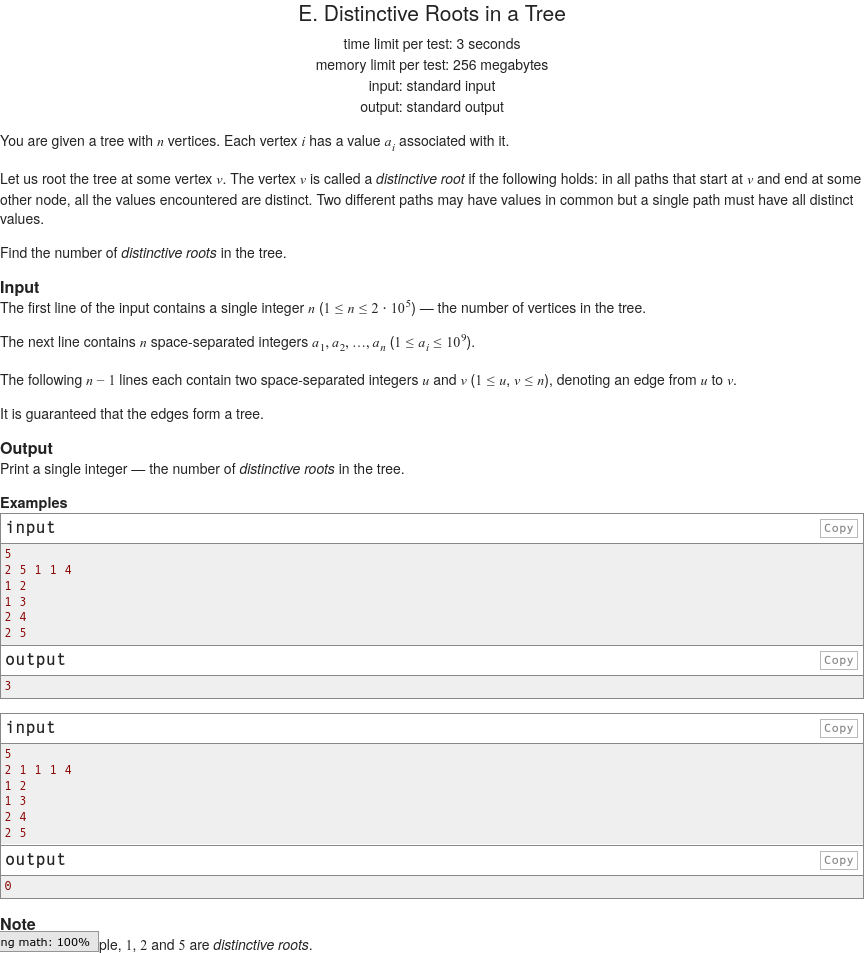 E. Distinctive Roots in a Tree
time limit per test: 3 seconds
memory limit per test: 256 megabytes
input: standard input
output: standard output
You are given a tree with n vertices. Each vertex i has a value a_i associated with it.
Let us root the tree at some vertex v. The vertex v is called a distinctive root if the following holds: in all paths that start at v and end at some
other node, all the values encountered are distinct. Two different paths may have values in common but a single path must have all distinct
values.
Find the number of distinctive roots in the tree.
Input
The first line of the input contains a single integer n (1 ≤ n ≤ 2 · 10^5) — the number of vertices in the tree.
The next line contains n space-separated integers a_1, a_2, …, a_n (1 ≤ a_i ≤ 10^9).
The following n − 1 lines each contain two space-separated integers u and v (1 ≤ u, v ≤ n), denoting an edge from u to v.
It is guaranteed that the edges form a tree.
Output
Print a single integer — the number of distinctive roots in the tree.
Examples
input Copy
5
2 5 1 1 4
1 2
1 3
2 4
2 5
output Copy
3
input Copy
5
2 1 1 1 4
1 2
1 3
2 4
2 5
output Copy
0
Note
ng math: 100% ple, 1, 2 and 5 are distinctive roots.